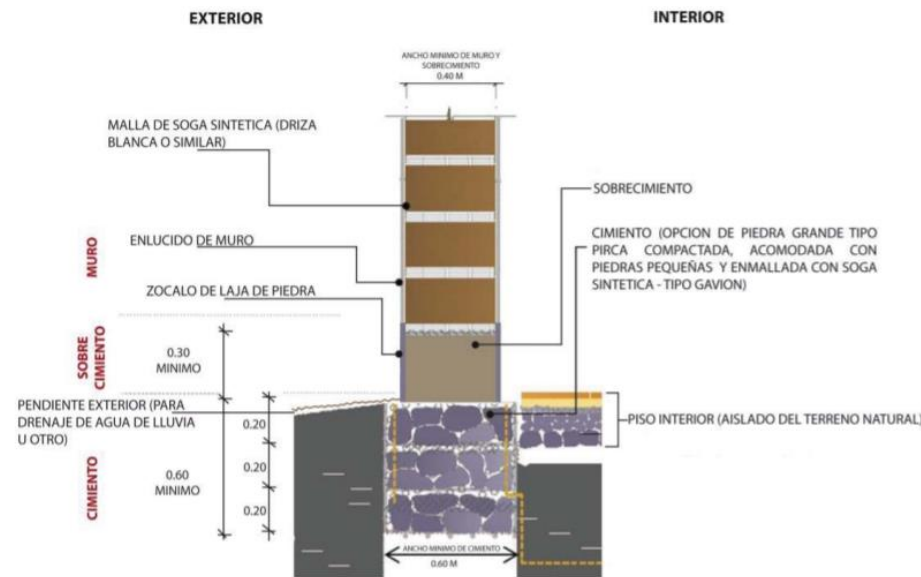 EXTERIOR
INTERIOR
ANCHO MINIMO DE MURO Y
SOBRECIMIENTO
0.40 M
MALLA DE SOGA SINTETICA (DRIZA
BLANCA O SIMILAR)
SOBRECIMIENTO
CIMIENTO (OPCION DE PIEDRA GRANDE TIPO
PIRCA COMPACTADA, ACOMODADA CON
PIEDRAS PEQUEÑAS Y ENMALLADA CON SOGA
SINTETICA - TIPO GAVION)
MURO
ENLUCIDO DE MURO
ZOCALO DE LAJA DE PIEDRA
SOBRE
CIMIENTO
0.30
MINIMO
PENDIENTE EXTERIOR (PARA
DRENAJE DE AGUA DE LLUVIA
U OTRO)
PISO INTERIOR (AISLADO DEL TERRENO NATURAL)
CIMIENTO
0.60
MINIMO
0.20
0.20
0.20
ANCHO MINIMO DE CIMIENTO
0.60 M